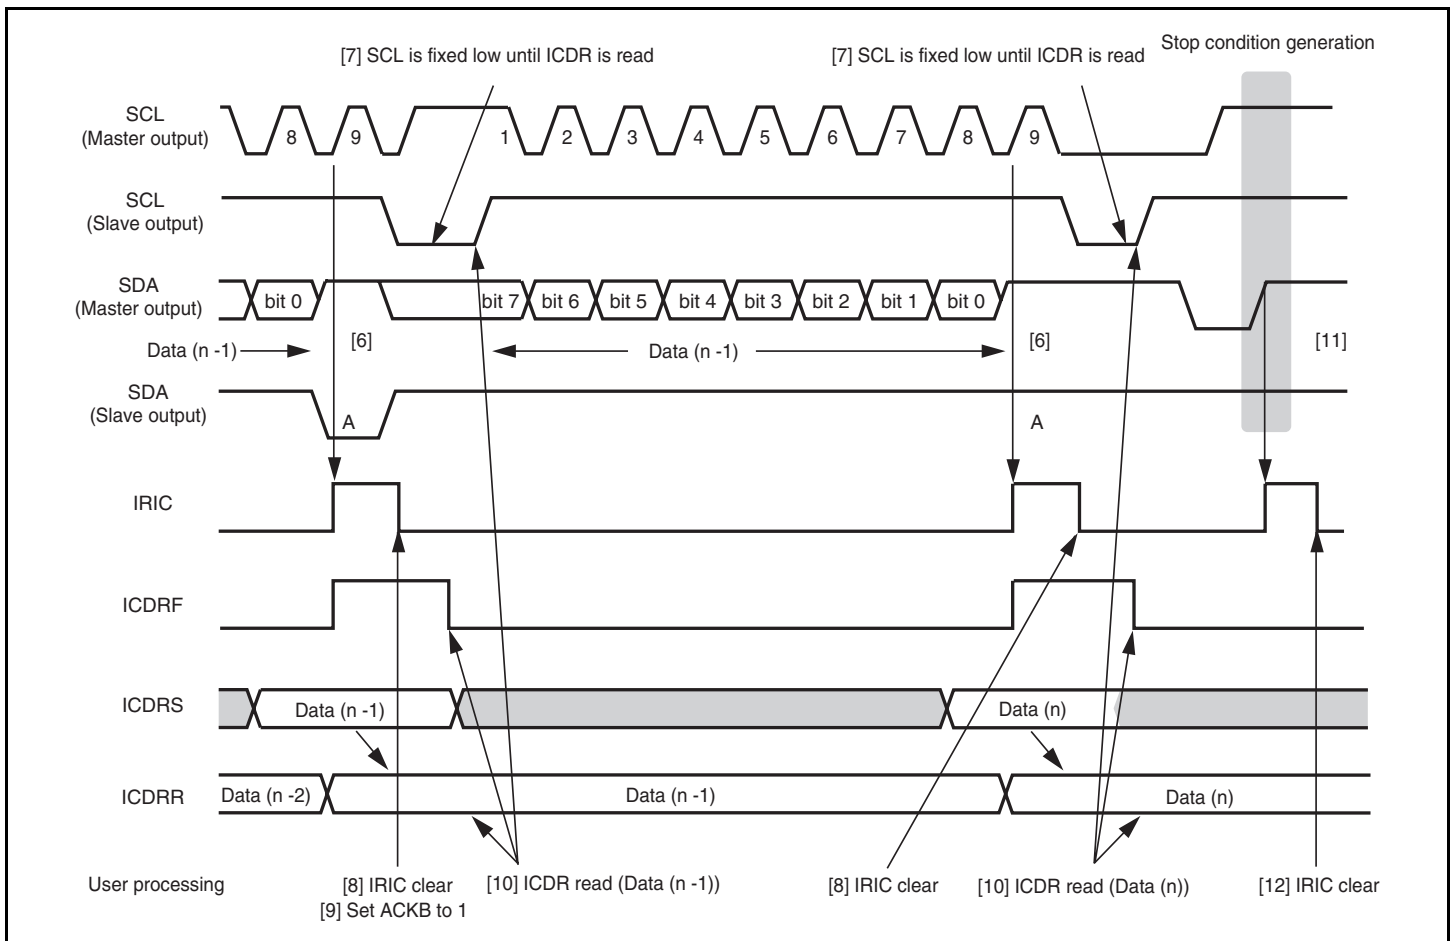 [7] SCL is fixed low until ICDR is read
[7] SCL is fixed low until ICDR is read
Stop condition generation
SCL
(Master output)
8
9
1
2
3
4
5
6
7
8
9
SCL
(Slave output)
SDA
(Master output)
bit 0
bit 7
bit 6
bit 5
bit 4
bit 3
bit 2
bit 1
bit 0
Data (n -1)
[6]
Data (n -1)
[6]
[11]
SDA
(Slave output)
A
A
IRIC
ICDRF
ICDRS
Data (n -1)
Data (n)
ICDRR
Data (n -2)
Data (n -1)
Data (n)
User processing
[8] IRIC clear
[9] Set ACKB to 1
[10] ICDR read (Data (n -1))
[8] IRIC clear
[10] ICDR read (Data (n))
[12] IRIC clear